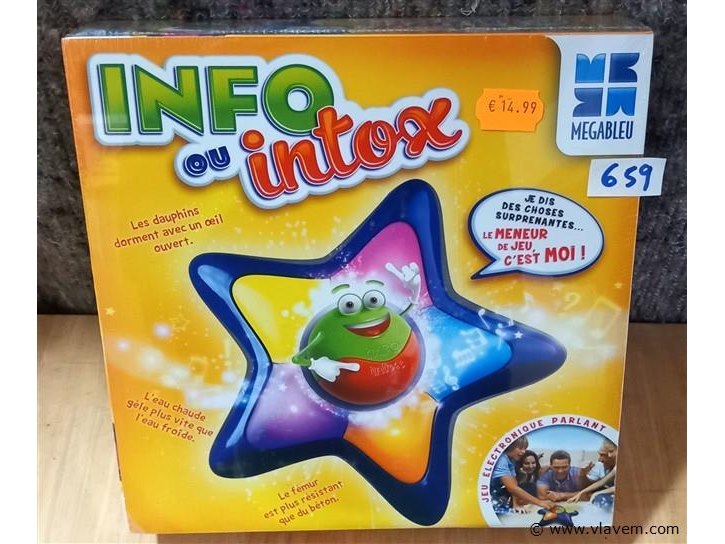 INFO
ou intox
€ 14.99
MEGABLEU
659
Les dauphins
dorment avec un œil
ouvert.
JE DIS
DES CHOSES
SURPRENANTES...
LE MENEUR
DE JEU,
C'EST MOI !
L'eau chaude
gèle plus vite que
l'eau froide.
Le fémur
est plus résistant
que du béton.
JEU ÉLECTRONIQUE PARLANT
© www.vlavem.com